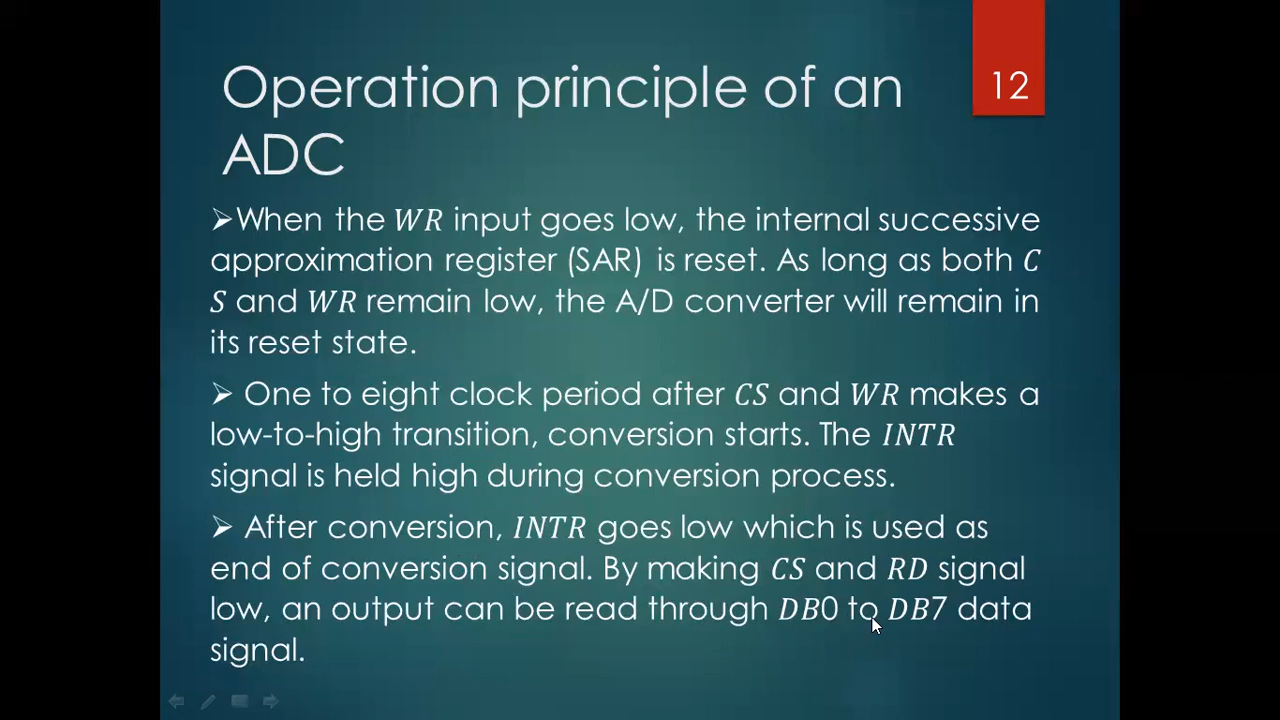 Operation principle of an
ADC
12
➢When the WR input goes low, the internal successive
approximation register (SAR) is reset. As long as both C
S and WR remain low, the A/D converter will remain in
its reset state.
➢ One to eight clock period after CS and WR makes a
low-to-high transition, conversion starts. The INTR
signal is held high during conversion process.
➢ After conversion, INTR goes low which is used as
end of conversion signal. By making CS and RD signal
low, an output can be read through DB0 to DB7 data
signal.